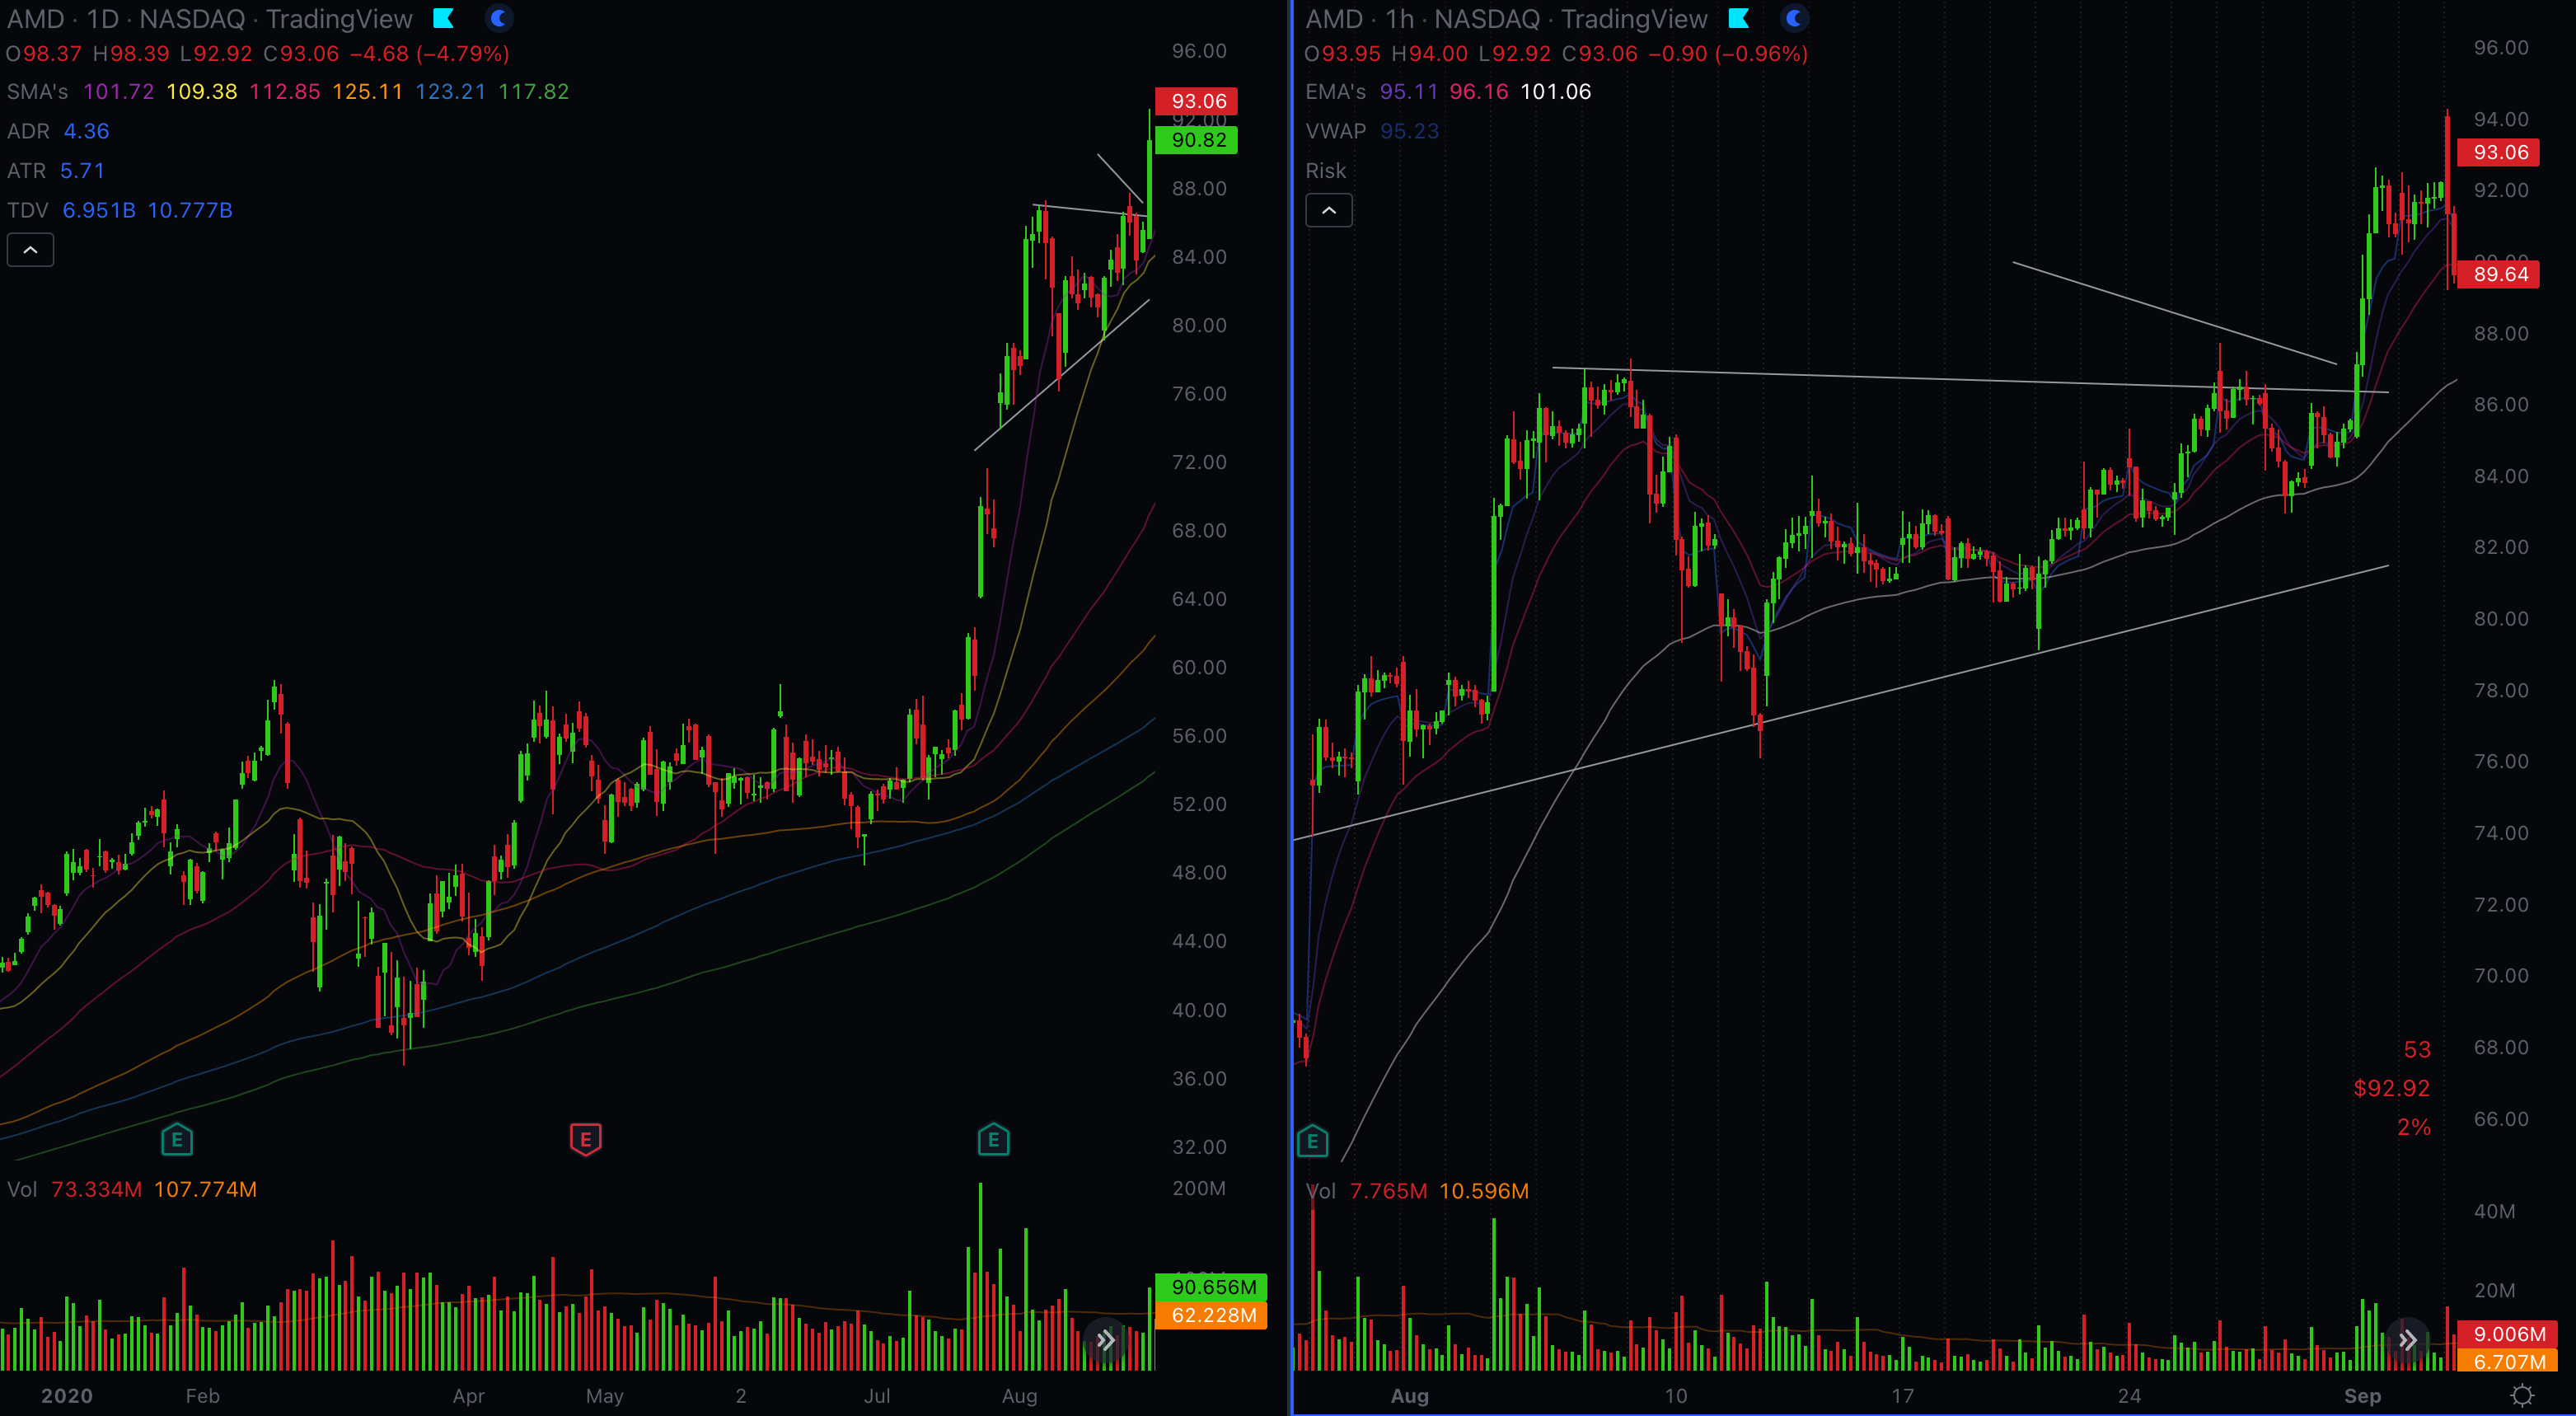 AMD · 1D · NASDAQ · TradingView
O98.37 H98.39 L92.92 C93.06 −4.68 (−4.79%)
SMA's 101.72 109.38 112.85 125.11 123.21 117.82
ADR 4.36
ATR 5.71
TDV 6.951B 10.777B
96.00
93.06
92.00
90.82
88.00
84.00
80.00
76.00
72.00
68.00
64.00
60.00
56.00
52.00
48.00
44.00
40.00
36.00
32.00
E E E
Vol 73.334M 107.774M
200M
90.656M
62.228M
2020 Feb Apr May 2 Jul Aug
AMD · 1h · NASDAQ · TradingView
O93.95 H94.00 L92.92 C93.06 −0.90 (−0.96%)
EMA's 95.11 96.16 101.06
VWAP 95.23
Risk
96.00
94.00
93.06
92.00
89.64
88.00
86.00
84.00
82.00
80.00
78.00
76.00
74.00
72.00
70.00
68.00
66.00
53
$92.92
2%
E
Vol 7.765M 10.596M
40M
20M
9.006M
6.707M
Aug 10 17 24 Sep